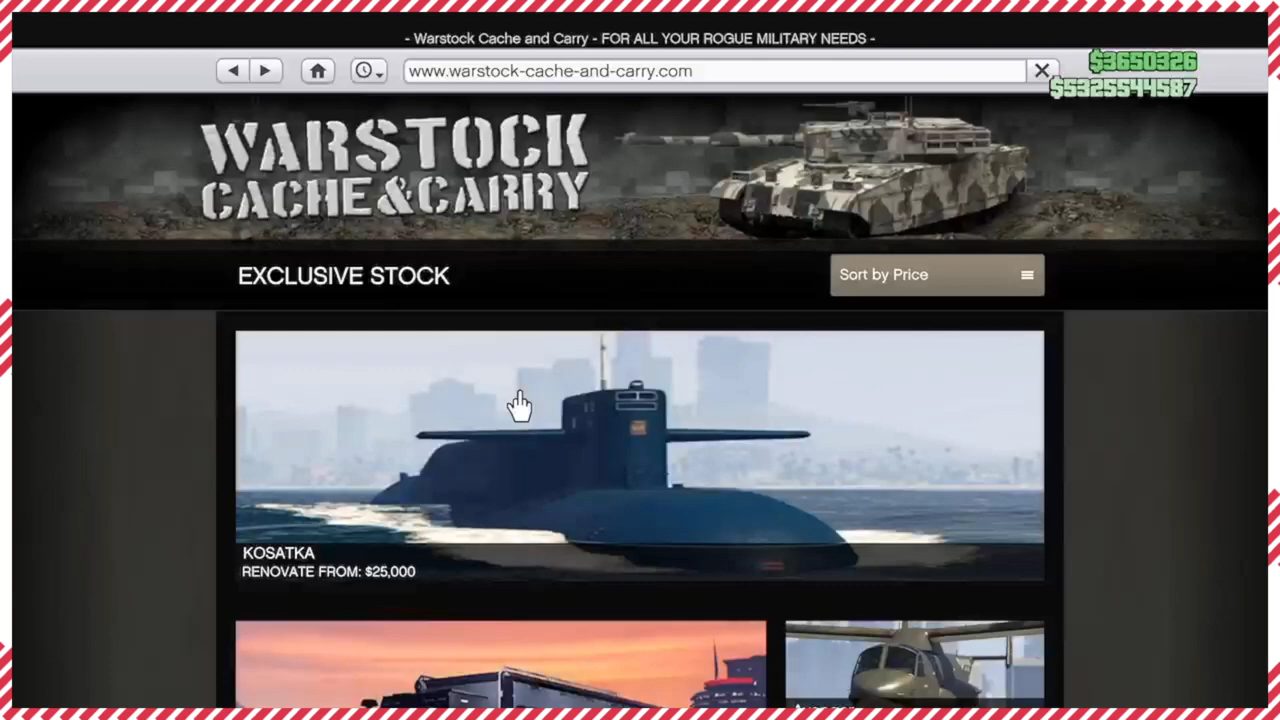 - Warstock Cache and Carry - FOR ALL YOUR ROGUE MILITARY NEEDS -
www.warstock-cache-and-carry.com
$3650326
$5325544587
WARSTOCK
CACHE & CARRY
EXCLUSIVE STOCK
Sort by Price
KOSATKA
RENOVATE FROM: $25,000